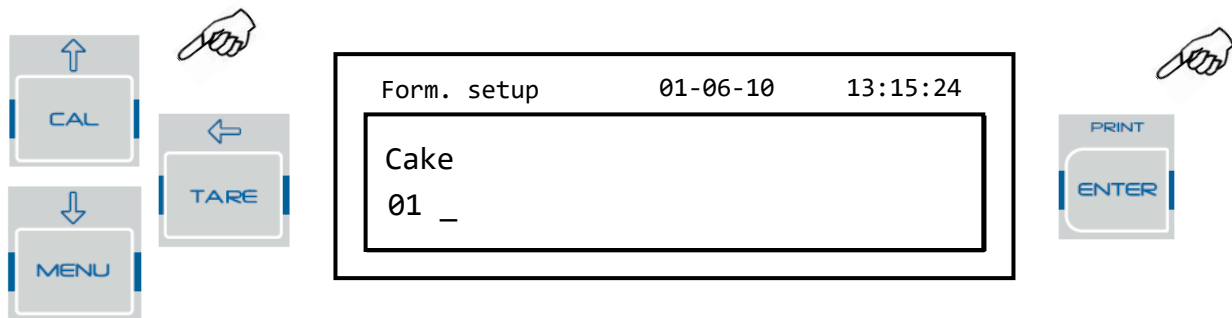 CAL
MENU
TARE
Form. setup 01-06-10 13:15:24
Cake
01 _
PRINT
ENTER